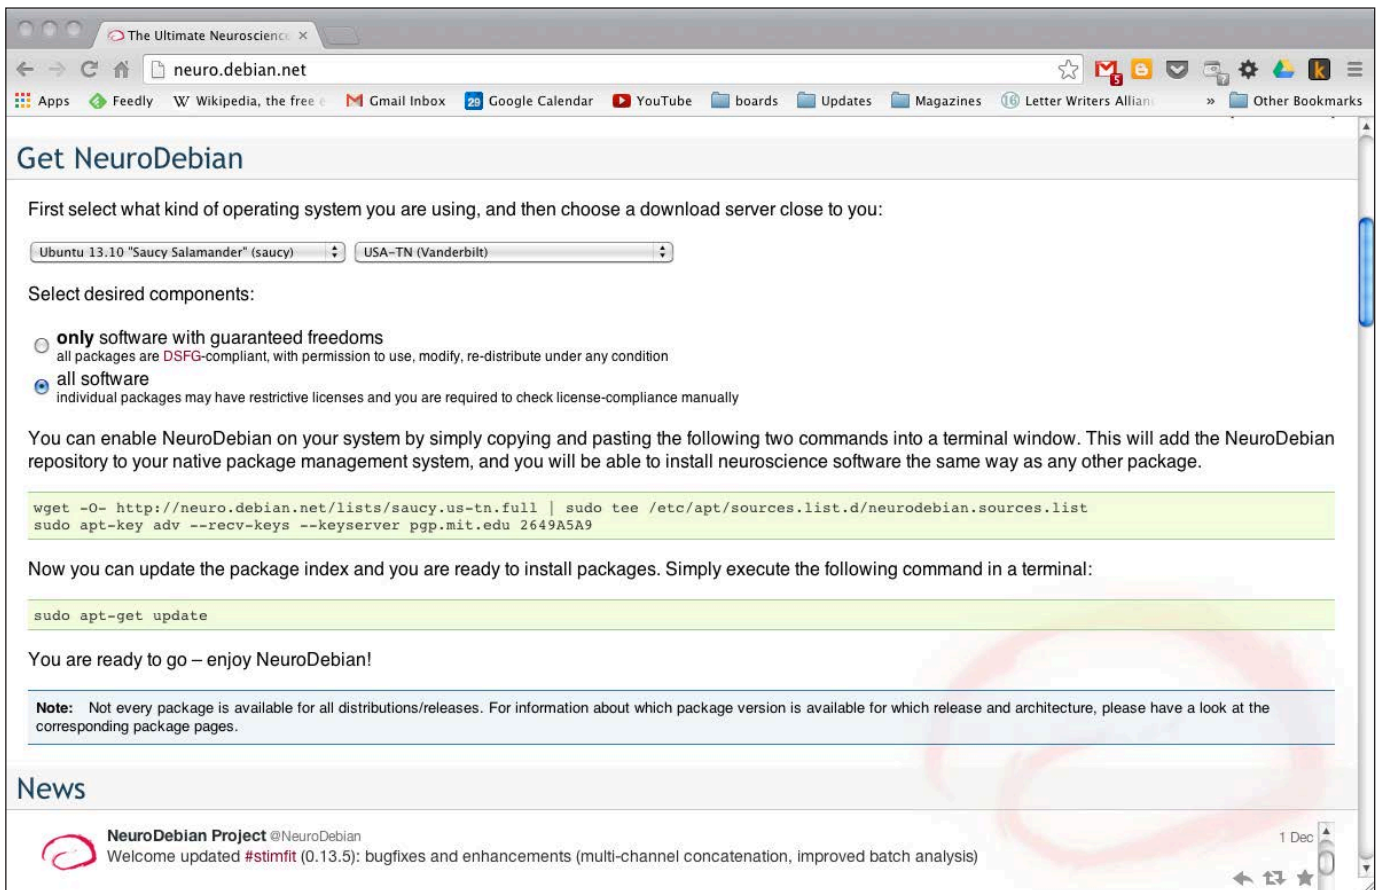 The Ultimate Neuroscienc
neuro.debian.net
5
7
Apps
Feedly
W Wikipedia, the free e
Gmail Inbox
29 Google Calendar
YouTube
boards
Updates
Magazines
16 Letter Writers Allian
» Other Bookmarks
Get NeuroDebian
First select what kind of operating system you are using, and then choose a download server close to you:
Ubuntu 13.10 "Saucy Salamander" (saucy)
USA-TN (Vanderbilt)
Select desired components:
only software with guaranteed freedoms
all packages are DSFG-compliant, with permission to use, modify, re-distribute under any condition
all software
individual packages may have restrictive licenses and you are required to check license-compliance manually
You can enable NeuroDebian on your system by simply copying and pasting the following two commands into a terminal window. This will add the NeuroDebian
repository to your native package management system, and you will be able to install neuroscience software the same way as any other package.
wget -O- http://neuro.debian.net/lists/saucy.us-tn.full | sudo tee /etc/apt/sources.list.d/neurodebian.sources.list
sudo apt-key adv --recv-keys --keyserver pgp.mit.edu 2649A5A9
Now you can update the package index and you are ready to install packages. Simply execute the following command in a terminal:
sudo apt-get update
You are ready to go – enjoy NeuroDebian!
Note: Not every package is available for all distributions/releases. For information about which package version is available for which release and architecture, please have a look at the
corresponding package pages.
News
NeuroDebian Project @NeuroDebian
1 Dec
Welcome updated #stimfit (0.13.5): bugfixes and enhancements (multi-channel concatenation, improved batch analysis)